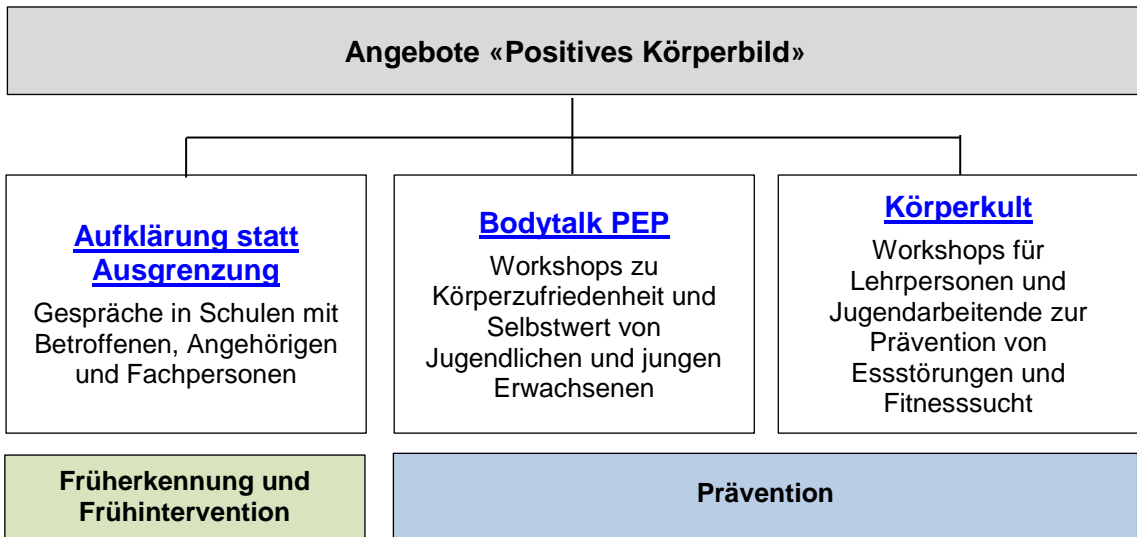 Angebote «Positives Körperbild»
Aufklärung statt
Ausgrenzung
Gespräche in Schulen mit
Betroffenen, Angehörigen
und Fachpersonen
Bodytalk PEP
Workshops zu
Körperzufriedenheit und
Selbstwert von
Jugendlichen und jungen
Erwachsenen
Körperkult
Workshops für
Lehrpersonen und
Jugendarbeitende zur
Prävention von
Essstörungen und
Fitnesssucht
Früherkennung und
Frühintervention
Prävention